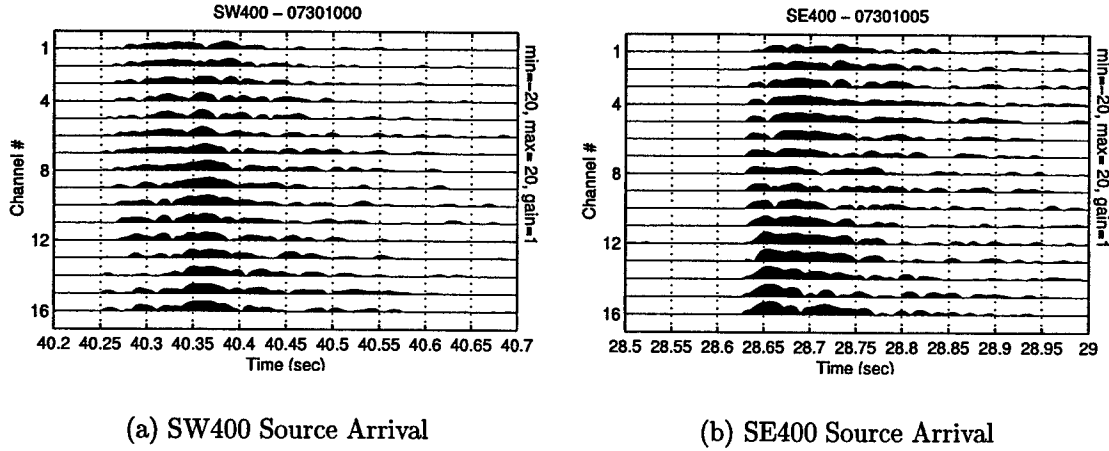 SW400 – 07301000
Channel #
1
4
8
12
16
40.2 40.25 40.3 40.35 40.4 40.45 40.5 40.55 40.6 40.65 40.7
Time (sec)
min=–20, max= 20, gain=1
(a) SW400 Source Arrival
SE400 – 07301005
Channel #
1
4
8
12
16
28.5 28.55 28.6 28.65 28.7 28.75 28.8 28.85 28.9 28.95 29
Time (sec)
min=–20, max= 20, gain=1
(b) SE400 Source Arrival